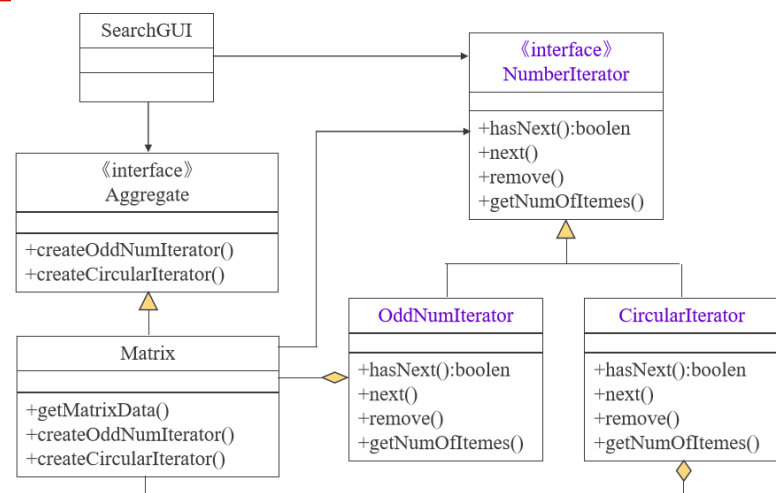 SearchGUI
《interface》
NumberIterator
+hasNext():boolen
+next()
+remove()
+getNumOfItemes()
《interface》
Aggregate
+createOddNumIterator()
+createCircularIterator()
Matrix
+getMatrixData()
+createOddNumIterator()
+createCircularIterator()
OddNumIterator
+hasNext():boolen
+next()
+remove()
+getNumOfItemes()
CircularIterator
+hasNext():boolen
+next()
+remove()
+getNumOfItemes()